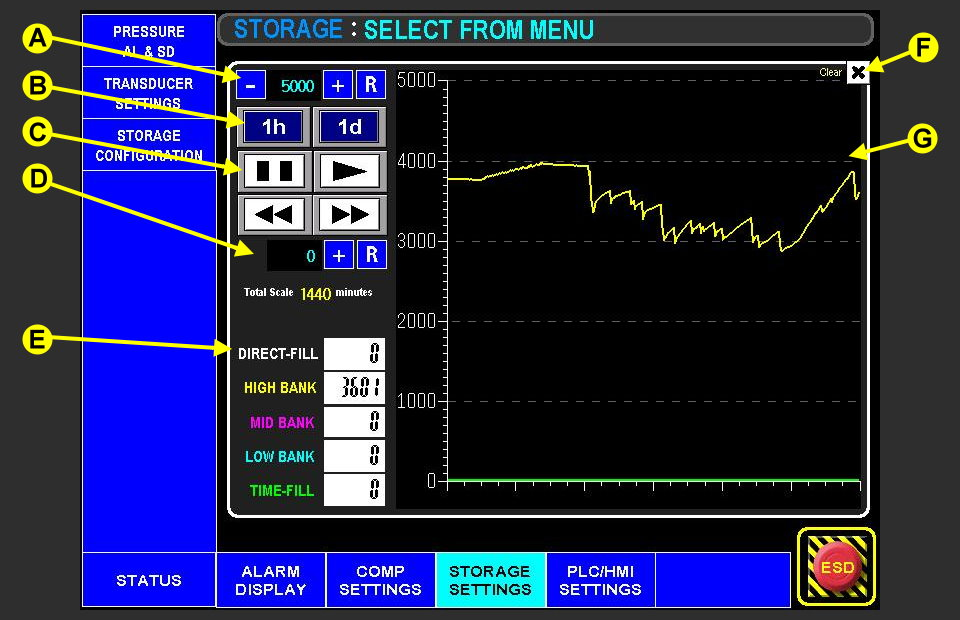 STORAGE : SELECT FROM MENU
PRESSURE
AL & SD
TRANSDUCER
SETTINGS
STORAGE
CONFIGURATION
A
B
C
D
E
F
G
- 5000 + R
1h 1d
0 + R
Total Scale 1440 minutes
DIRECT-FILL 0
HIGH BANK 3601
MID BANK 0
LOW BANK 0
TIME-FILL 0
Clear
5000
4000
3000
2000
1000
0
STATUS
ALARM
DISPLAY
COMP
SETTINGS
STORAGE
SETTINGS
PLC/HMI
SETTINGS
ESD